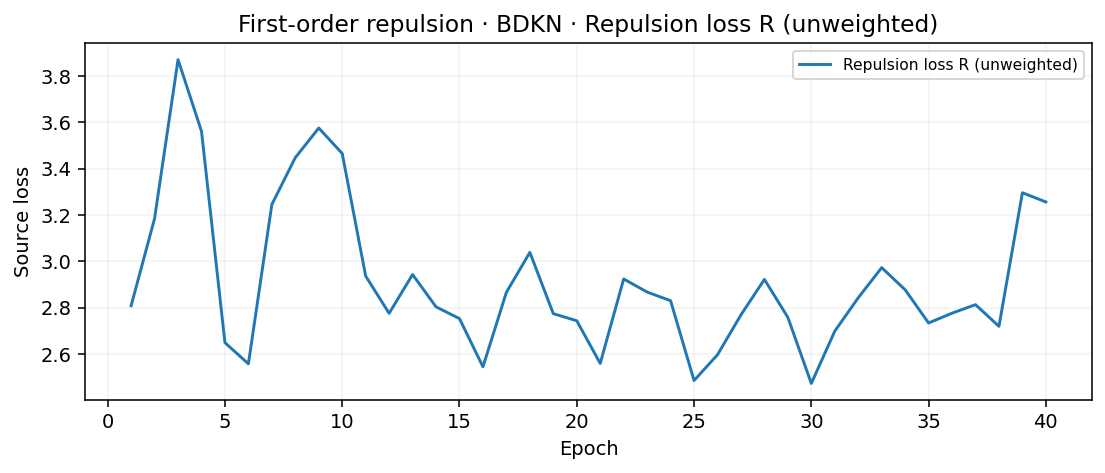 First-order repulsion · BDKN · Repulsion loss R (unweighted)
Repulsion loss R (unweighted)
Source loss
3.8
3.6
3.4
3.2
3.0
2.8
2.6
0 5 10 15 20 25 30 35 40
Epoch